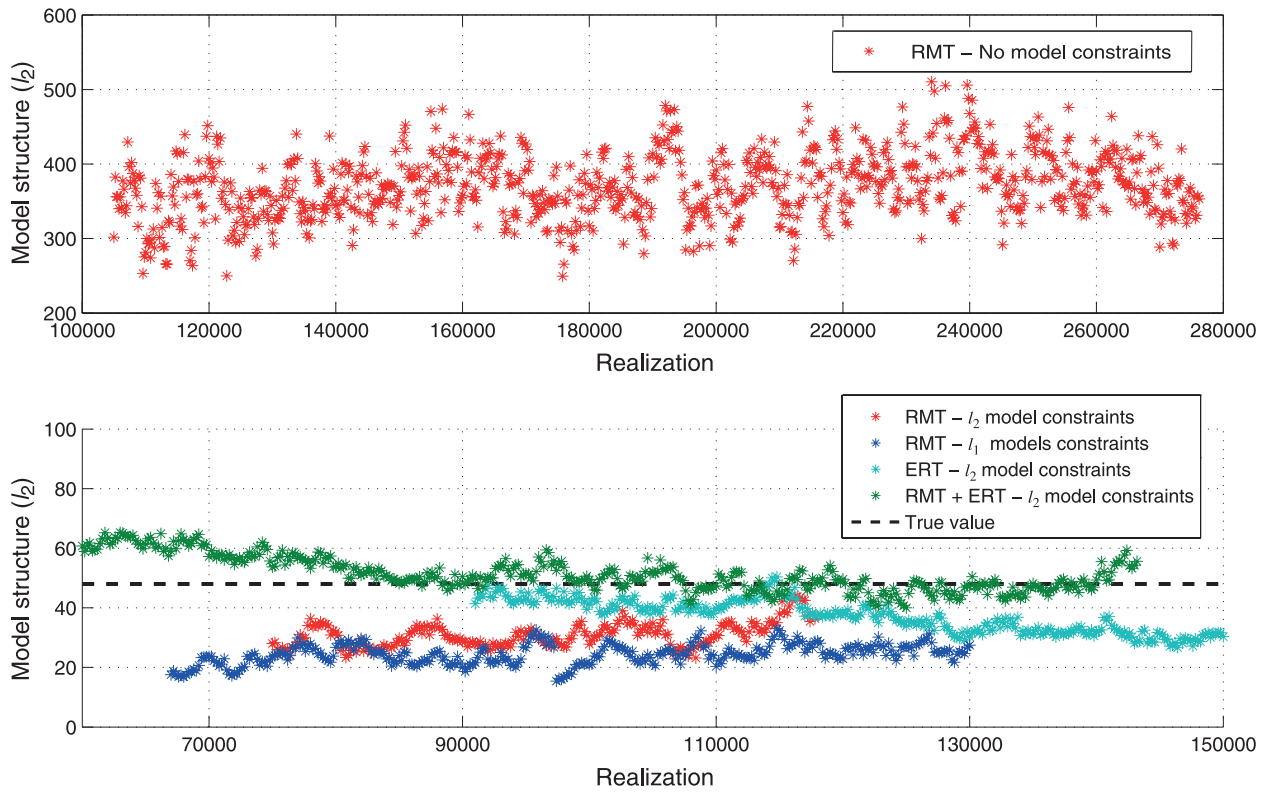 600
500
400
300
200
Model structure (l₂)
* RMT – No model constraints
100000 120000 140000 160000 180000 200000 220000 240000 260000 280000
Realization
100
80
60
40
20
0
Model structure (l₂)
* RMT – l₂ model constraints
* RMT – l₁ models constraints
* ERT – l₂ model constraints
* RMT + ERT – l₂ model constraints
True value
70000 90000 110000 130000 150000
Realization